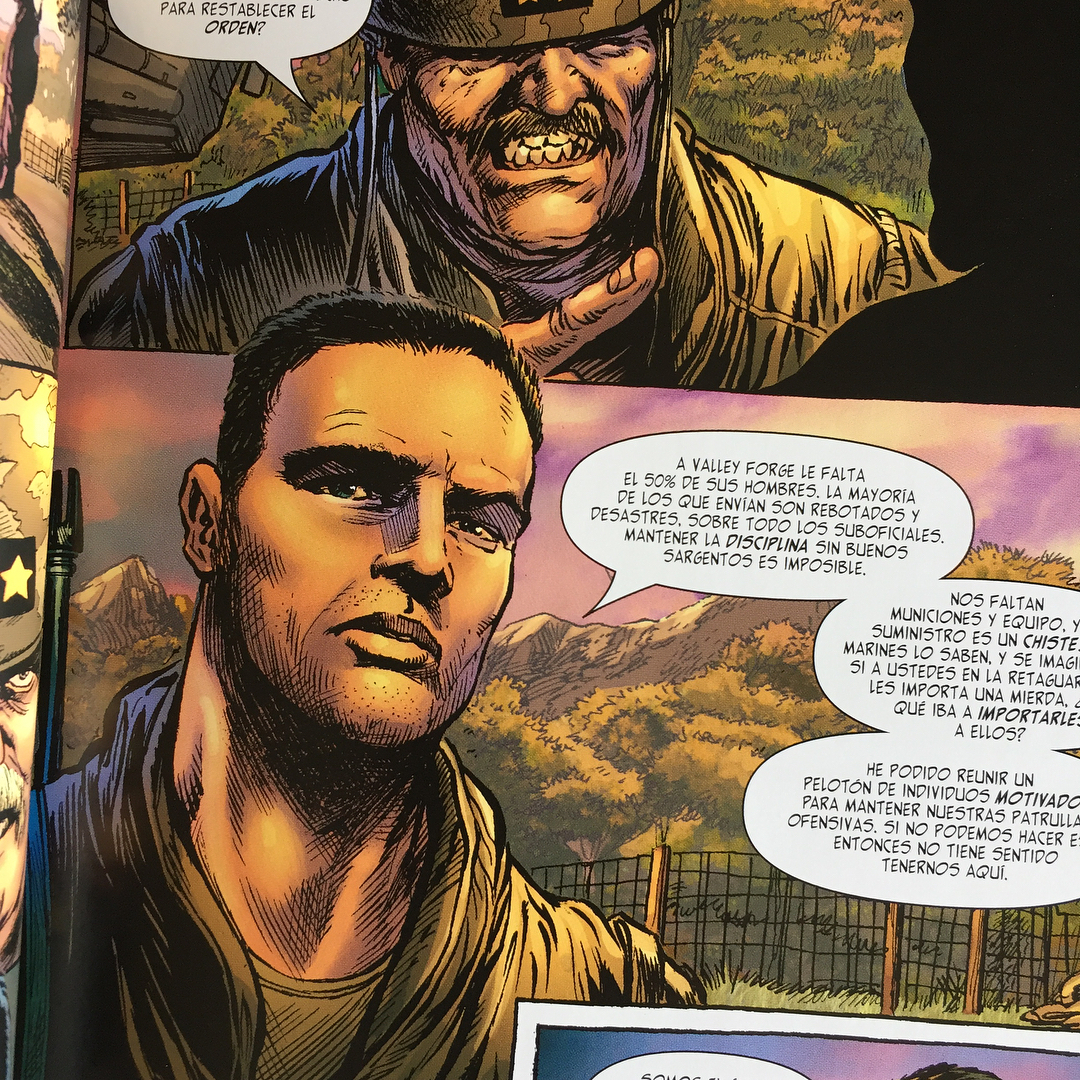 PARA RESTABLECER EL
ORDEN?
A VALLEY FORGE LE FALTA
EL 50% DE SUS HOMBRES. LA MAYORÍA
DE LOS QUE ENVÍAN SON REBOTADOS Y
DESASTRES, SOBRE TODO LOS SUBOFICIALES.
MANTENER LA DISCIPLINA SIN BUENOS
SARGENTOS ES IMPOSIBLE.
NOS FALTAN
MUNICIONES Y EQUIPO, Y
SUMINISTRO ES UN CHISTE.
MARINES LO SABEN, Y SE
SI A USTEDES EN LA
LES IMPORTA UNA MIERDA,
QUÉ IBA A IMPORTARLES
A ELLOS?
HE PODIDO REUNIR UN
PELOTÓN DE INDIVIDUOS
PARA MANTENER NUESTRAS
OFENSIVAS. SI NO PODEMOS HACER
ENTONCES NO TIENE SENTIDO
TENERNOS AQUÍ.
SOMOS